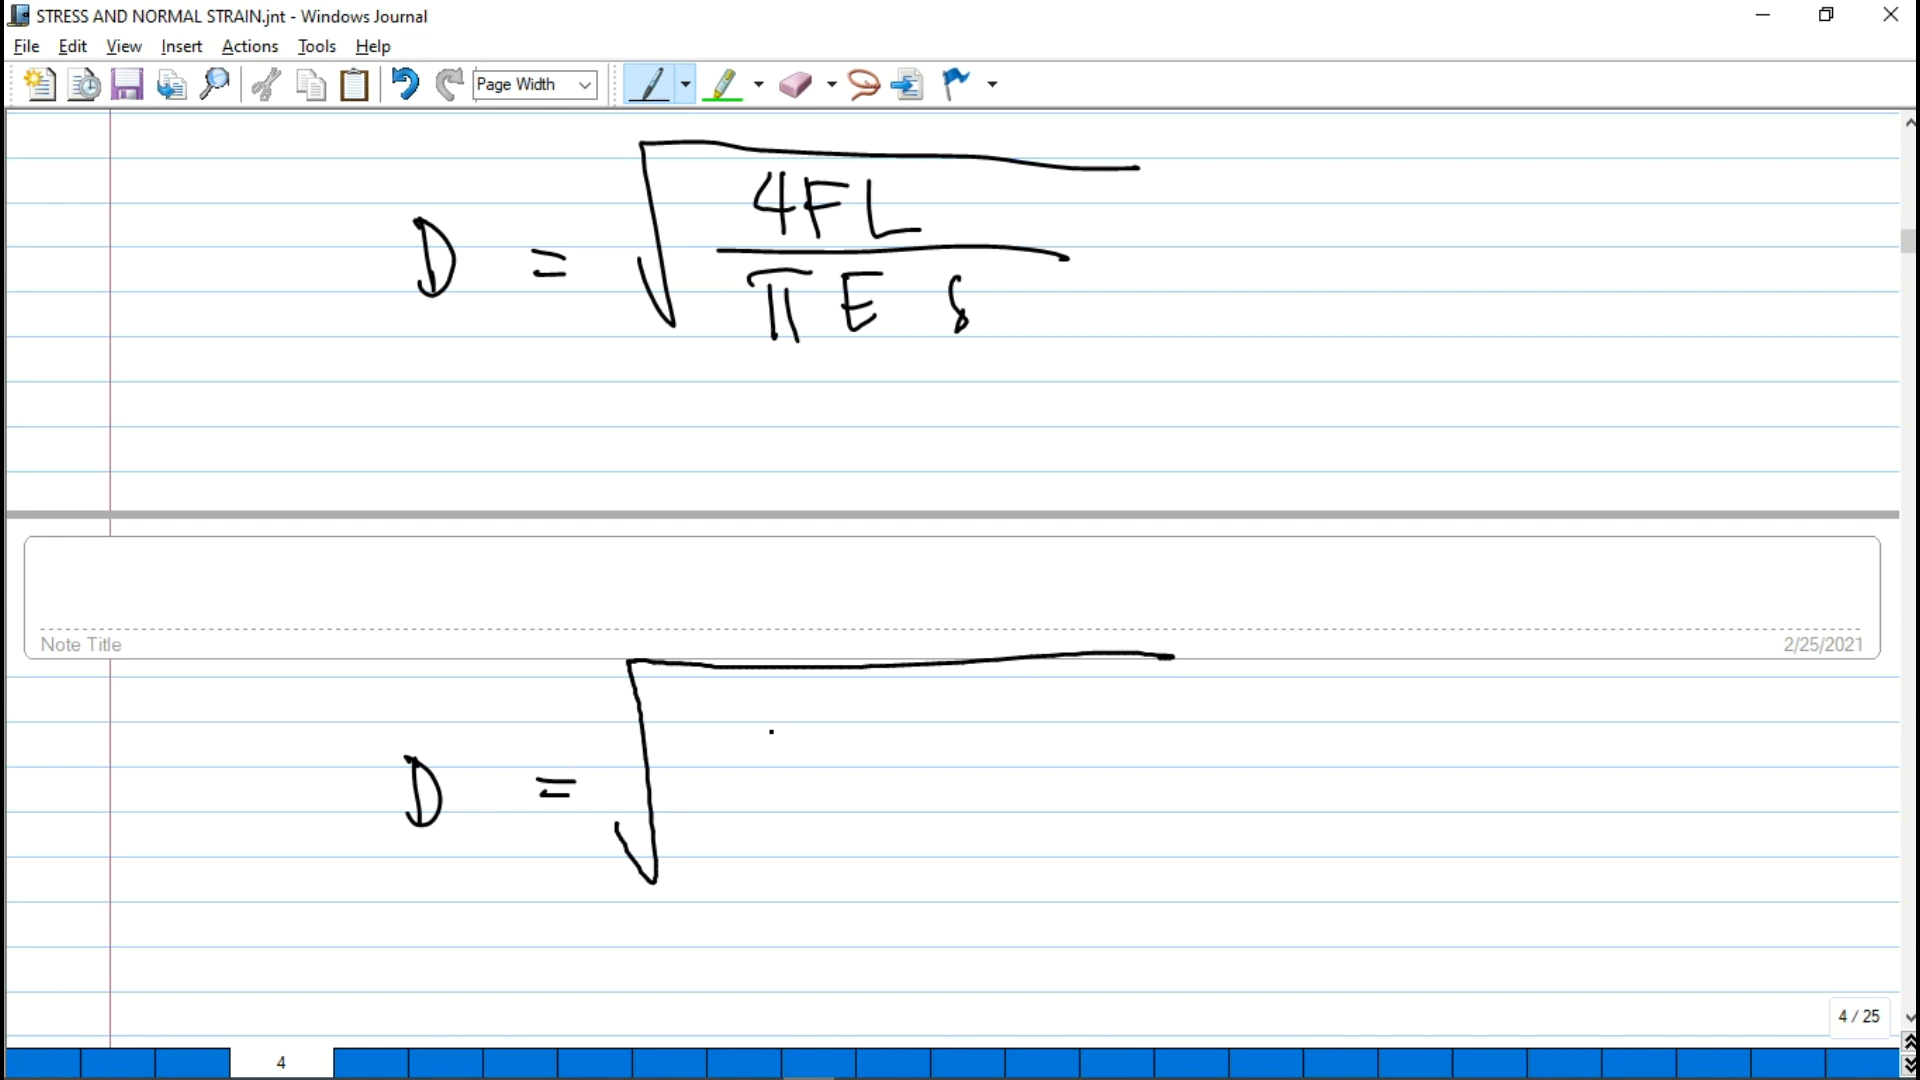 STRESS AND NORMAL STRAIN.jnt - Windows Journal
File Edit View Insert Actions Tools Help
Page Width
D = √
4FL
π E δ
Note Title
2/25/2021
D = √
4 / 25
4